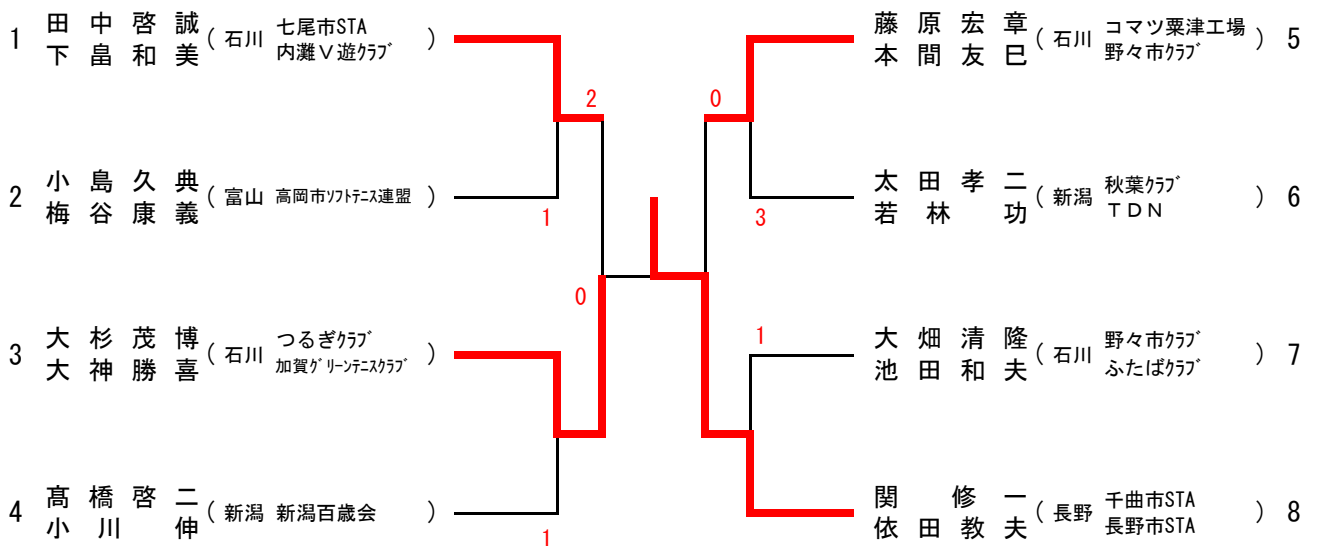 1 田中啓誠 ( 石川 七尾市STA )
下畠和美 内灘Ⅴ遊ｸﾗﾌﾞ
2
1
2 小島久典 ( 富山 高岡市ｿﾌﾄﾃﾆｽ連盟 )
梅谷康義
0
3 大杉茂博 ( 石川 つるぎｸﾗﾌﾞ )
大神勝喜 加賀ｸﾞﾘｰﾝﾃﾆｽｸﾗﾌﾞ
4 髙橋啓二 ( 新潟 新潟百歳会 )
小川伸
1
藤原宏章 ( 石川 コマツ粟津工場 ) 5
本間友巳 野々市ｸﾗﾌﾞ
0
太田孝二 ( 新潟 秋葉ｸﾗﾌﾞ ) 6
若林功 ＴＤＮ
3
1
大畑清隆 ( 石川 野々市ｸﾗﾌﾞ ) 7
池田和夫 ふたばｸﾗﾌﾞ
関修一 ( 長野 千曲市STA ) 8
依田教夫 長野市STA